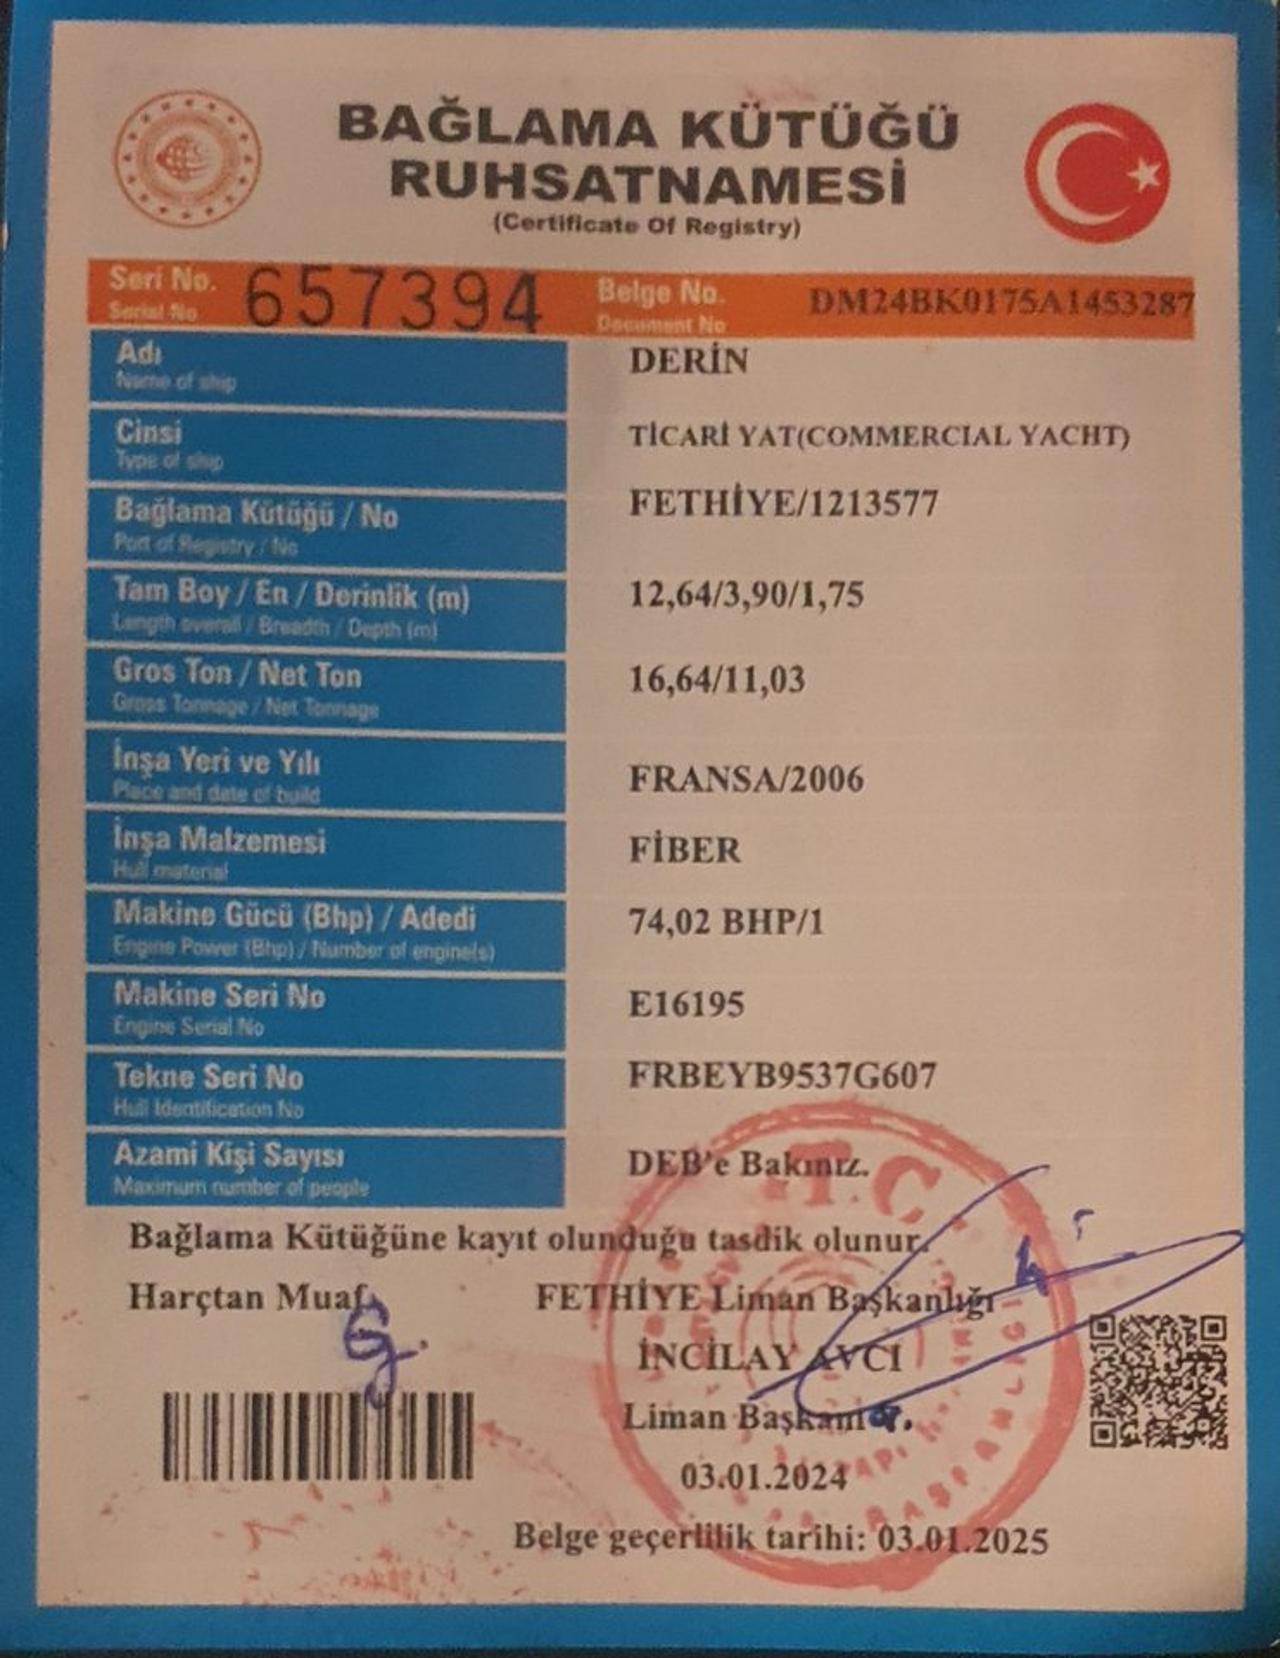 BAĞLAMA KÜTÜĞÜ
RUHSATNAMESİ
(Certificate Of Registry)
Seri No. 657394 Belge No. DM24BK0175A1453287
Serial No Document No
Adı DERİN
Name of ship
Cinsi TİCARİ YAT(COMMERCIAL YACHT)
Type of ship
Bağlama Kütüğü / No FETHİYE/1213577
Port of Registry / No
Tam Boy / En / Derinlik (m) 12,64/3,90/1,75
Length overall / Breadth / Depth (m)
Gros Ton / Net Ton 16,64/11,03
Gross Tonnage / Net Tonnage
İnşa Yeri ve Yılı FRANSA/2006
Place and date of build
İnşa Malzemesi FİBER
Hull material
Makine Gücü (Bhp) / Adedi 74,02 BHP/1
Engine Power (Bhp) / Number of engine(s)
Makine Seri No E16195
Engine Serial No
Tekne Seri No FRBEYB9537G607
Hull Identification No
Azami Kişi Sayısı DEB'e Bakınız.
Maximum number of people
T.C.
Bağlama Kütüğüne kayıt olunduğu tasdik olunur.
Harçtan Muaf FETHİYE Liman Başkanlığı
İNCİLAY AVCI
Liman Başkanı
03.01.2024
Belge geçerlilik tarihi: 03.01.2025